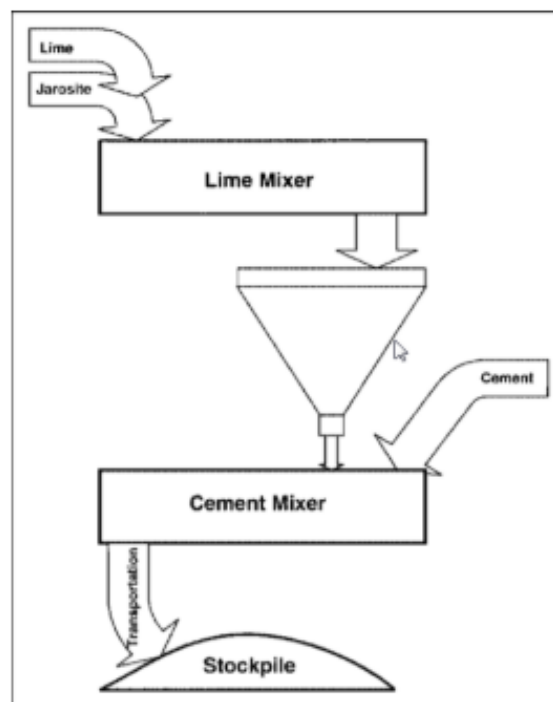 Lime
Jarosite
Lime Mixer
Cement
Cement Mixer
Transportation
Stockpile